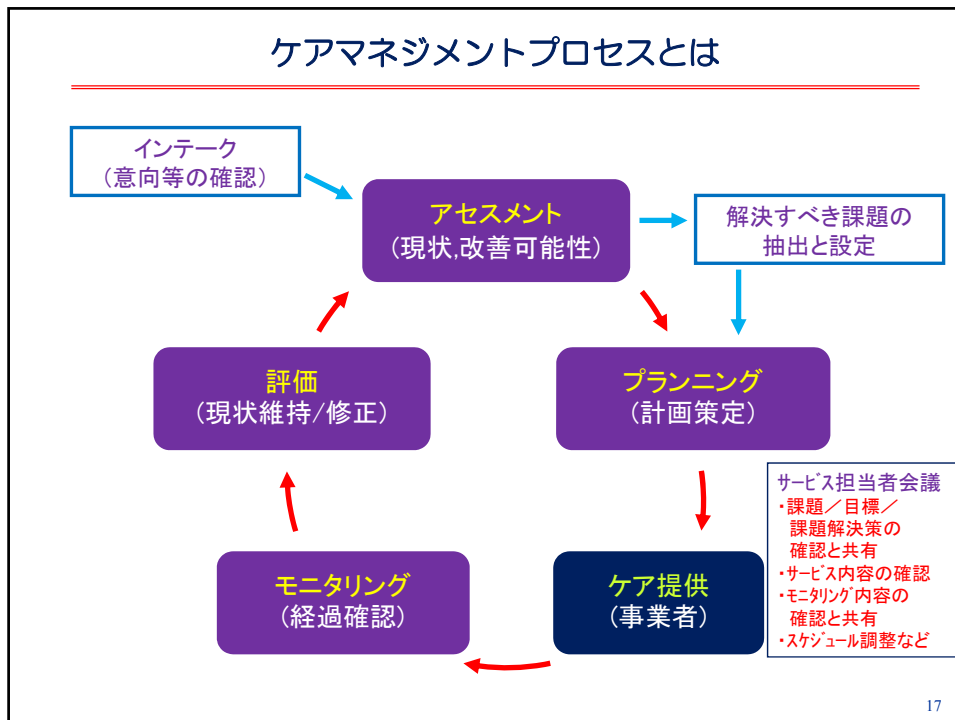 ケアマネジメントプロセスとは
インテーク
(意向等の確認)
アセスメント
(現状,改善可能性)
解決すべき課題の
抽出と設定
評価
(現状維持/修正)
プランニング
(計画策定)
サービス担当者会議
・課題／目標／
課題解決策の
確認と共有
・サービス内容の確認
・モニタリング内容の
確認と共有
・スケジュール調整など
モニタリング
(経過確認)
ケア提供
(事業者)
17